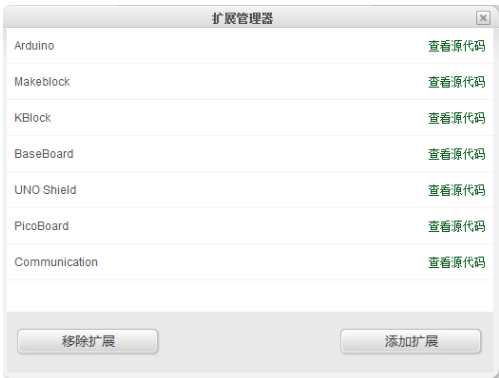 扩展管理器
Arduino 查看源代码
Makeblock 查看源代码
KBlock 查看源代码
BaseBoard 查看源代码
UNO Shield 查看源代码
PicoBoard 查看源代码
Communication 查看源代码
移除扩展 添加扩展